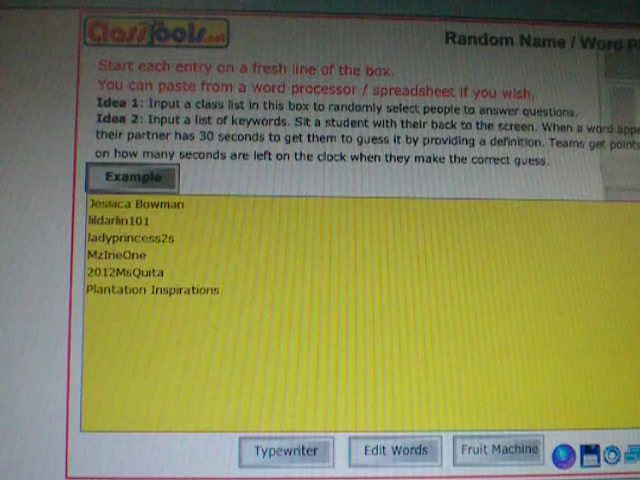 ClassTools.net
Random Name / Word
Start each entry on a fresh line of the box.
You can paste from a word processor / spreadsheet if you wish.
Idea 1: Input a class list in this box to randomly select people to answer questions.
Idea 2: Input a list of keywords. Sit a student with their back to the screen. When a word
their partner has 30 seconds to get them to guess it by providing a definition. Teams get points
on how many seconds are left on the clock when they make the correct guess.
Example
Jessica Bowman
lildarlin101
ladyprincess2s
MzIrieOne
2012MsQuita
Plantation Inspirations
Typewriter Edit Words Fruit Machine